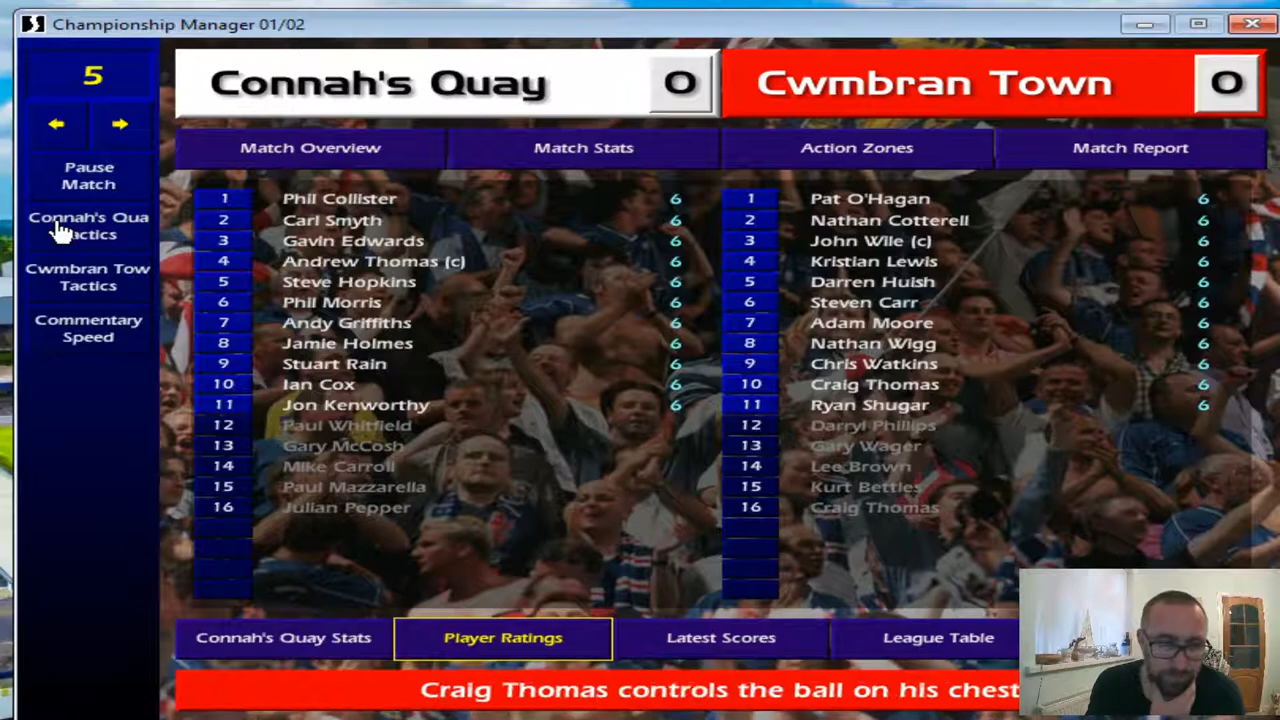 Championship Manager 01/02
5
Connah's Quay 0 Cwmbran Town 0
Pause
Match
Connah's Qua
Tactics
Cwmbran Tow
Tactics
Commentary
Speed
Match Overview Match Stats Action Zones Match Report
1 Phil Collister 6 1 Pat O'Hagan 6
2 Carl Smyth 6 2 Nathan Cotterell 6
3 Gavin Edwards 6 3 John Wile (c) 6
4 Andrew Thomas (c) 6 4 Kristian Lewis 6
5 Steve Hopkins 6 5 Darren Huish 6
6 Phil Morris 6 6 Steven Carr 6
7 Andy Griffiths 6 7 Adam Moore 6
8 Jamie Holmes 6 8 Nathan Wigg 6
9 Stuart Rain 6 9 Chris Watkins 6
10 Ian Cox 6 10 Craig Thomas 6
11 Jon Kenworthy 6 11 Ryan Shugar 6
12 Paul Whitfield 12 Darryl Phillips
13 Gary McCosh 13 Gary Wager
14 Mike Carroll 14 Lee Brown
15 Paul Mazzarella 15 Kurt Bettles
16 Julian Pepper 16 Craig Thomas
Connah's Quay Stats Player Ratings Latest Scores League Table
Craig Thomas controls the ball on his chest